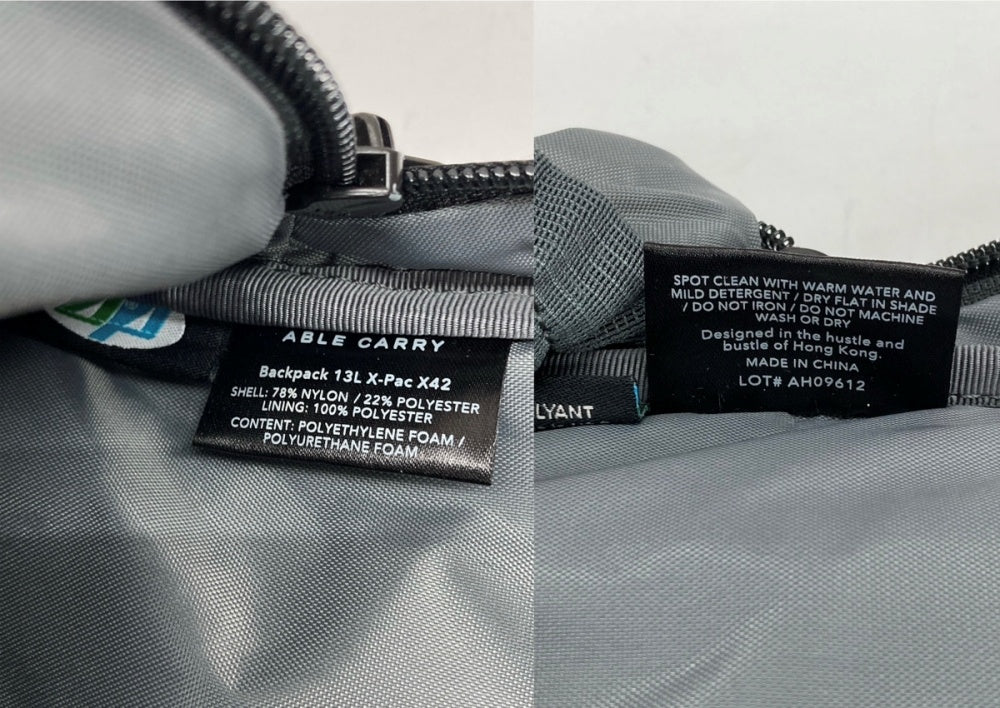 ABLE CARRY
Backpack 13L X-Pac X42
SHELL: 78% NYLON / 22% POLYESTER
LINING: 100% POLYESTER
CONTENT: POLYETHYLENE FOAM /
POLYURETHANE FOAM
SPOT CLEAN WITH WARM WATER AND
MILD DETERGENT / DRY FLAT IN SHADE
/ DO NOT IRON / DO NOT MACHINE
WASH OR DRY
Designed in the hustle and
bustle of Hong Kong.
MADE IN CHINA
LOT# AH09612
LYANT